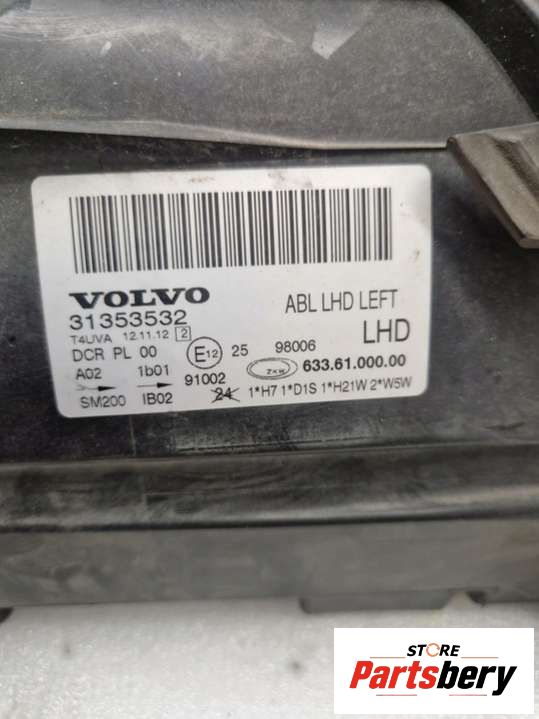 VOLVO
31353532
ABL LHD LEFT
LHD
T4UVA 12.11.12 2
DCR PL 00
E12 25 98006
A02 1b01 91002 ZKW 633.61.000.00
SM200 IB02 24 1*H7 1*D1S 1*H21W 2*W5W
STORE
Partsbery